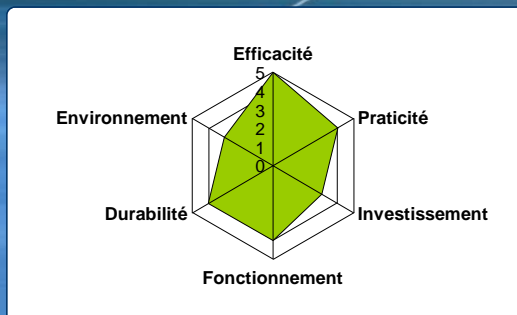 Efficacité
5
4
Environnement
Praticité
3
2
1
0
Durabilité
Investissement
Fonctionnement